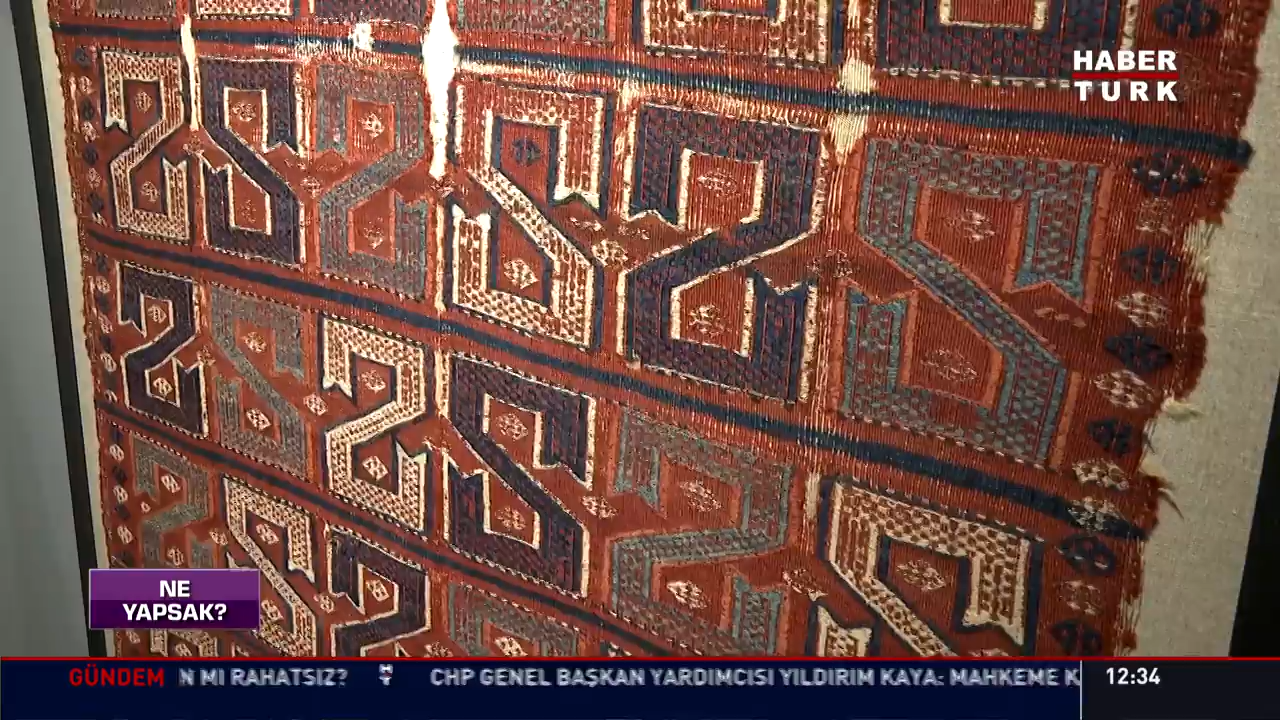 HABER
TURK
NE
YAPSAK?
GÜNDEM
N MI RAHATSIZ?
CHP GENEL BAŞKAN YARDIMCISI YILDIRIM KAYA: MAHKEME K
12:34